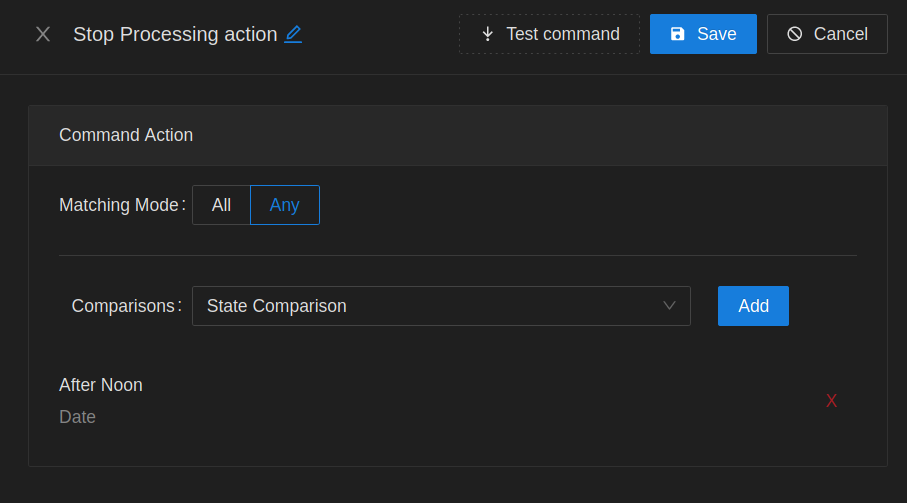 X Stop Processing action
Test command
Save
Cancel
Command Action
Matching Mode: All Any
Comparisons: State Comparison
Add
After Noon
Date
X